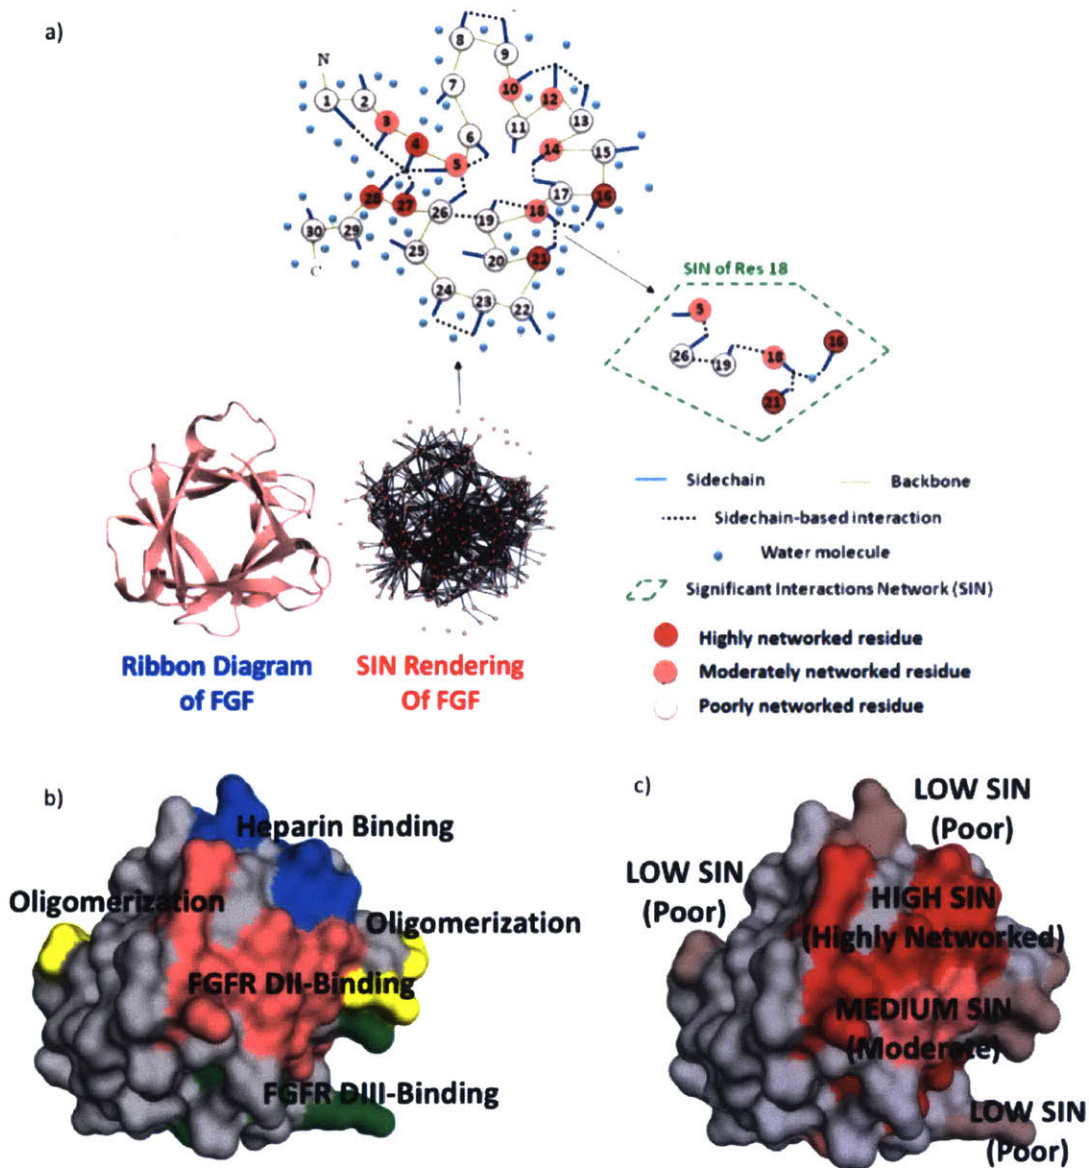 a)
N
1 2 3 4 5 6 7 8 9 10 11 12 13 14 15 16 17 18 19 20 21 22 23 24 25 26 27 28 29 30
C
SIN of Res 18
5 26 19 18 16 21
Sidechain Backbone
Sidechain-based interaction
Water molecule
Significant Interactions Network (SIN)
Highly networked residue
Moderately networked residue
Poorly networked residue
Ribbon Diagram
of FGF
SIN Rendering
Of FGF
b)
Heparin Binding
Oligomerization
Oligomerization
FGFR DII-Binding
FGFR DIII-Binding
c)
LOW SIN
(Poor)
LOW SIN
(Poor)
HIGH SIN
(Highly Networked)
MEDIUM SIN
(Moderate)
LOW SIN
(Poor)